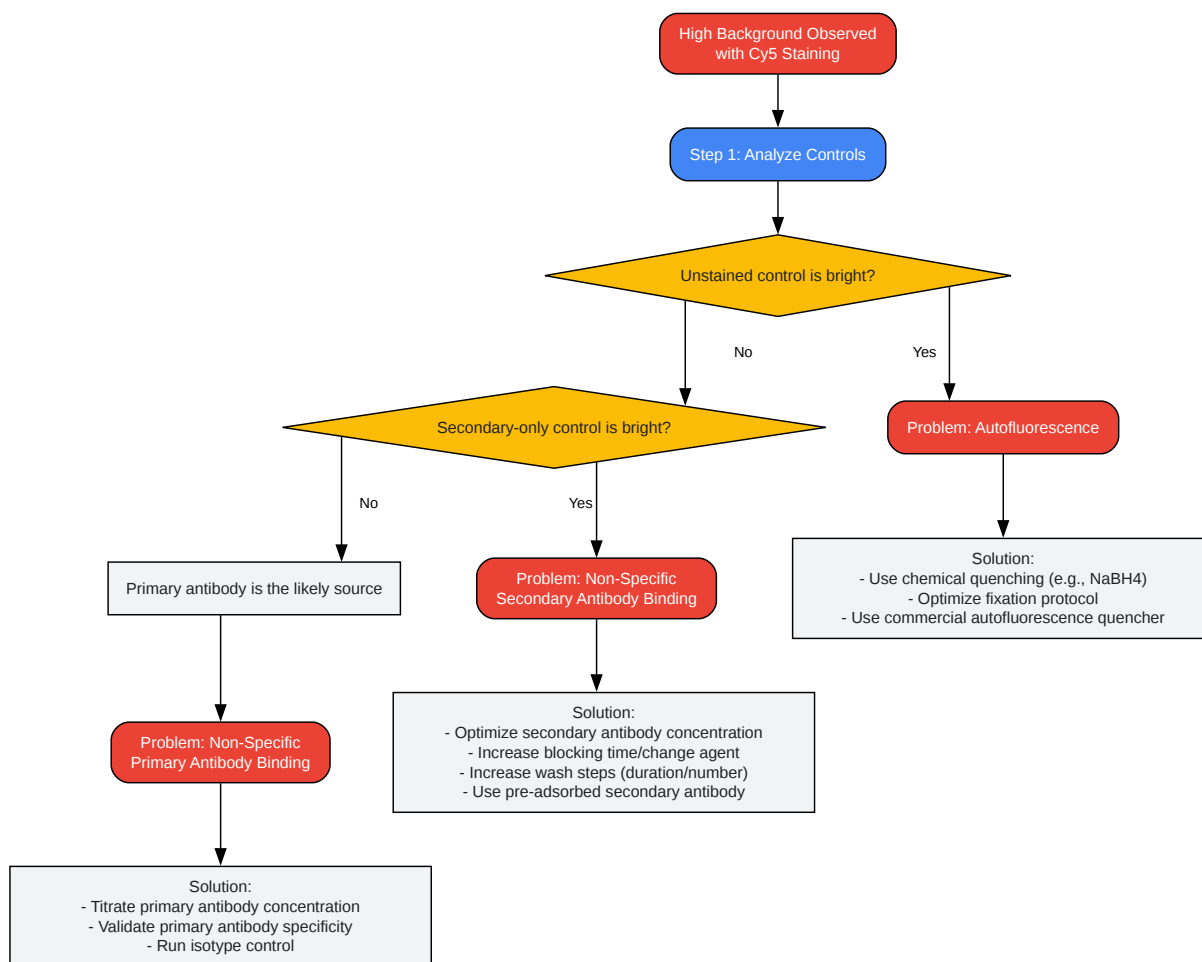 High Background Observed
with Cy5 Staining
Step 1: Analyze Controls
Unstained control is bright?
No
Yes
Secondary-only control is bright?
Problem: Autofluorescence
No
Yes
Solution:
- Use chemical quenching (e.g., NaBH4)
- Optimize fixation protocol
- Use commercial autofluorescence quencher
Primary antibody is the likely source
Problem: Non-Specific
Secondary Antibody Binding
Solution:
- Optimize secondary antibody concentration
- Increase blocking time/change agent
- Increase wash steps (duration/number)
- Use pre-adsorbed secondary antibody
Problem: Non-Specific
Primary Antibody Binding
Solution:
- Titrate primary antibody concentration
- Validate primary antibody specificity
- Run isotype control